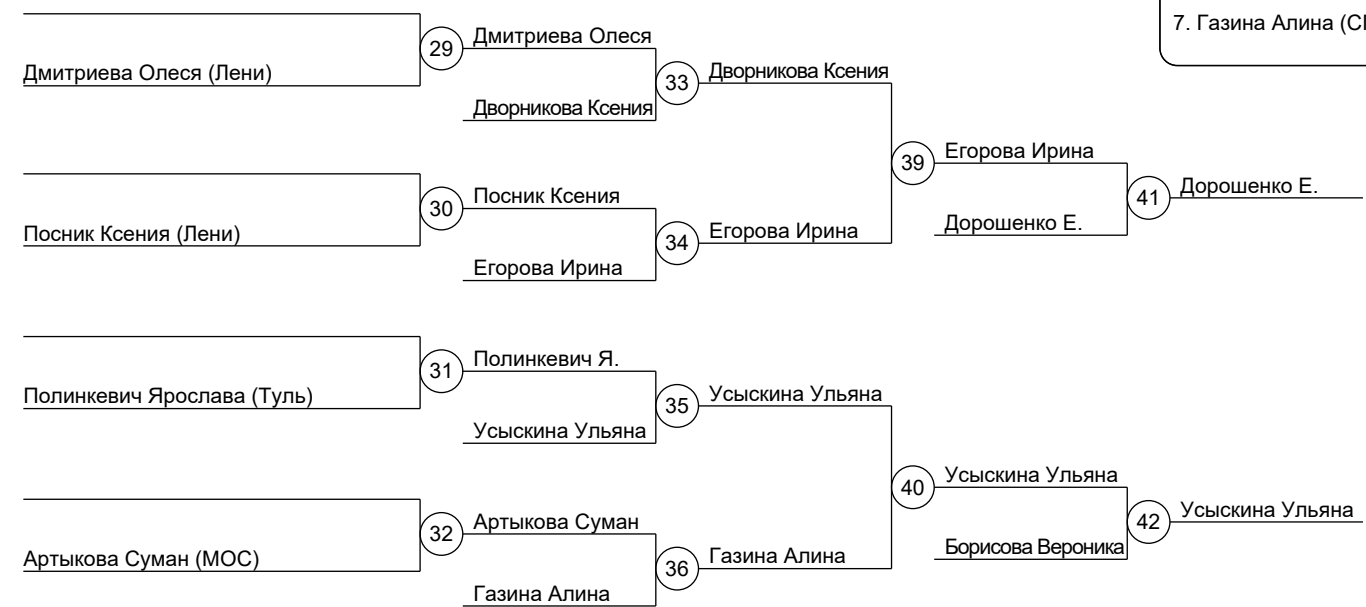 7. Газина Алина (СП
29
Дмитриева Олеся
Дмитриева Олеся (Лени)
33
Дворникова Ксения
Дворникова Ксения
39
Егорова Ирина
30
Посник Ксения
41
Дорошенко Е.
Посник Ксения (Лени)
34
Егорова Ирина
Дорошенко Е.
Егорова Ирина
31
Полинкевич Я.
Полинкевич Ярослава (Туль)
35
Усыскина Ульяна
Усыскина Ульяна
40
Усыскина Ульяна
32
Артыкова Суман
42
Усыскина Ульяна
Артыкова Суман (МОС)
36
Газина Алина
Борисова Вероника
Газина Алина